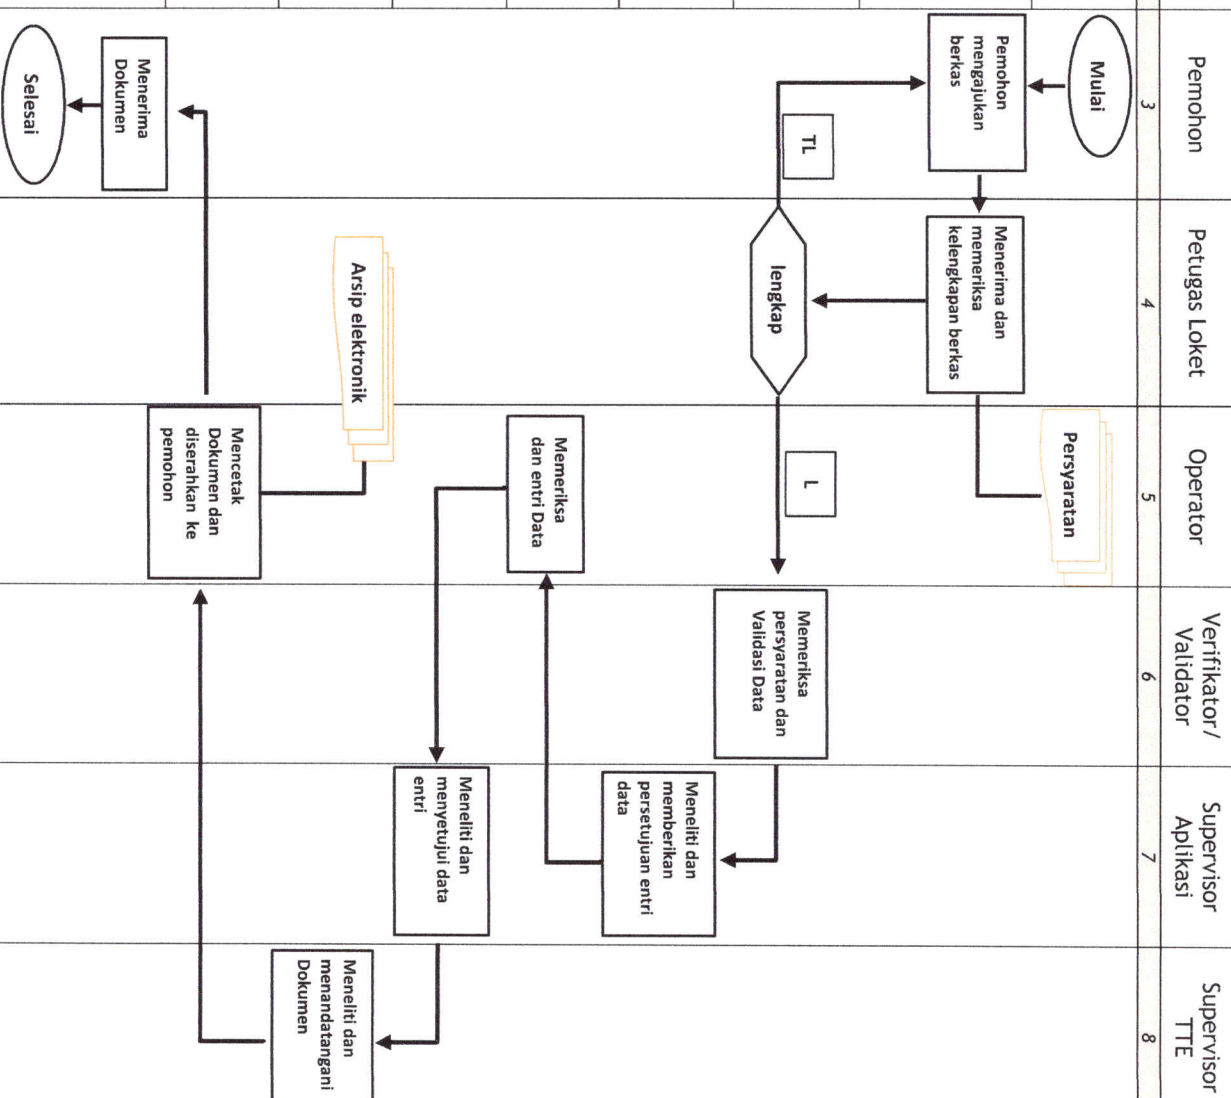 Pemohon
Petugas Loket
Operator
Verifikator/
Validator
Supervisor
Aplikasi
Supervisor
TTE
3
4
5
6
7
8
Mulai
Persyaratan
Pemohon
mengajukan
berkas
Menerima dan
memeriksa
kelengkapan berkas
TL
lengkap
L
Memeriksa
persyaratan dan
Validasi Data
Meneliti dan
memberikan
persetujuan entri
data
Memeriksa
dan entri Data
Meneliti dan
menyetujui data
entri
Arsip elektronik
Meneliti dan
menandatangani
Dokumen
Mencetak
Dokumen dan
diserahkan ke
pemohon
Menerima
Dokumen
Selesai